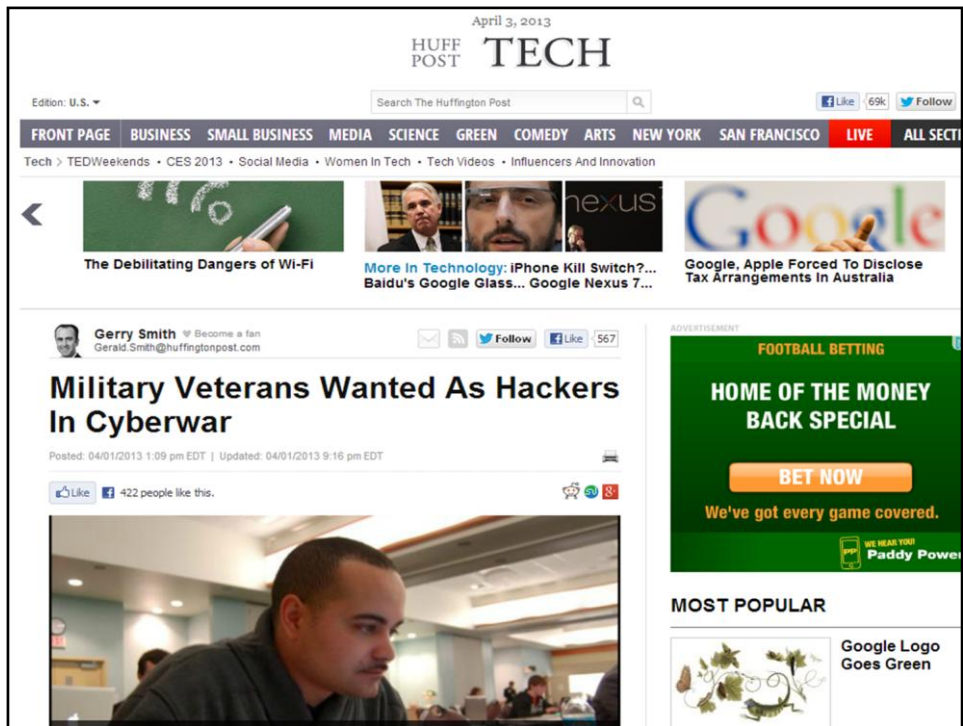 April 3, 2013
HUFF
POST
TECH
Edition: U.S.
Search The Huffington Post
Like 69k Follow
FRONT PAGE BUSINESS SMALL BUSINESS MEDIA SCIENCE GREEN COMEDY ARTS NEW YORK SAN FRANCISCO LIVE ALL SECTI
Tech > TEDWeekends • CES 2013 • Social Media • Women In Tech • Tech Videos • Influencers And Innovation
nexus
Google
The Debilitating Dangers of Wi-Fi
More In Technology: iPhone Kill Switch?...
Baidu's Google Glass... Google Nexus 7...
Google, Apple Forced To Disclose
Tax Arrangements In Australia
Gerry Smith Become a fan
Gerald.Smith@huffingtonpost.com
Follow Like 567
Military Veterans Wanted As Hackers
In Cyberwar
Posted: 04/01/2013 1:09 pm EDT | Updated: 04/01/2013 9:16 pm EDT
Like 422 people like this.
ADVERTISEMENT
FOOTBALL BETTING
HOME OF THE MONEY
BACK SPECIAL
BET NOW
We've got every game covered.
WE HEAR YOU!
Paddy Power
MOST POPULAR
Google Logo
Goes Green